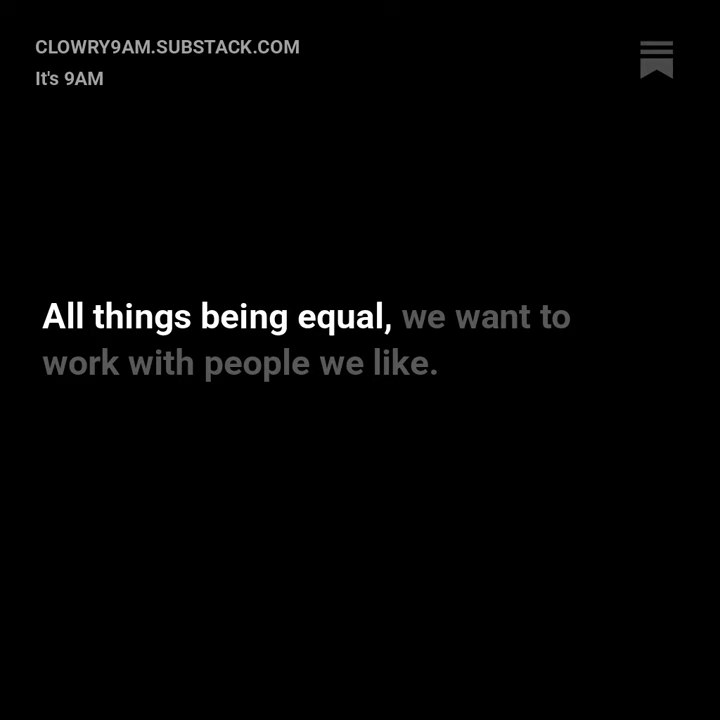 CLOWRY9AM.SUBSTACK.COM
It's 9AM
All things being equal, we want to
work with people we like.